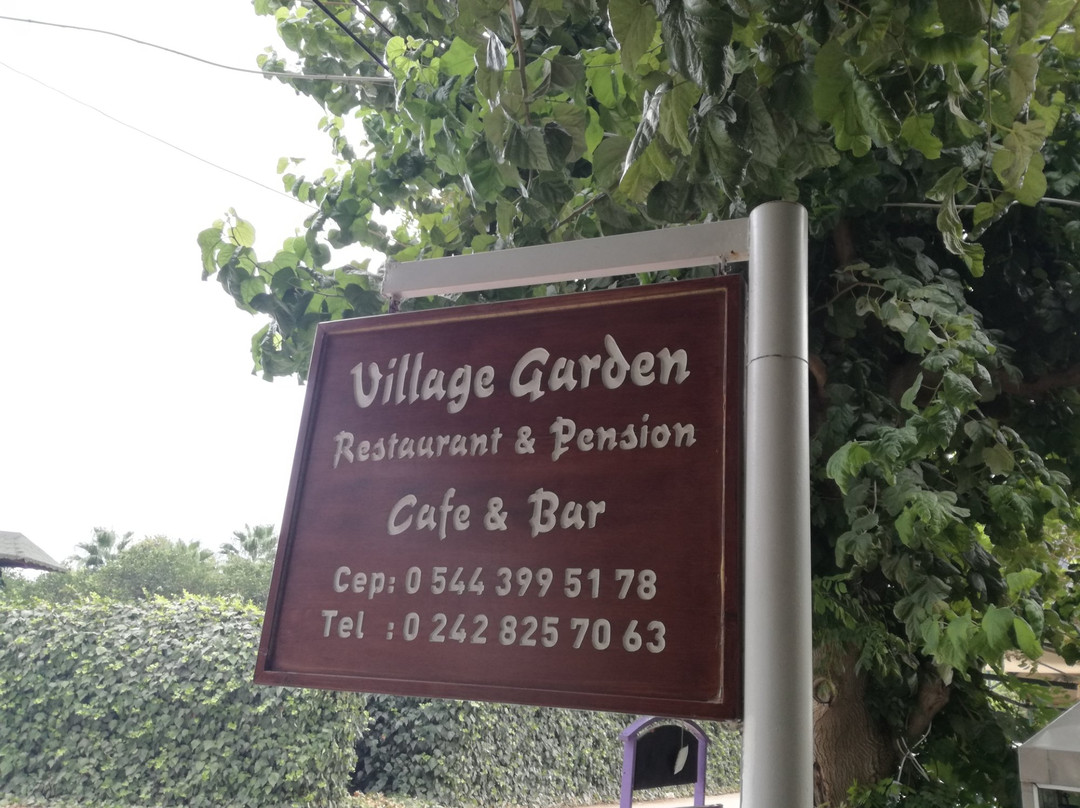 Village Garden
Restaurant & Pension
Cafe & Bar
Cep: 0 544 399 51 78
Tel : 0 242 825 70 63